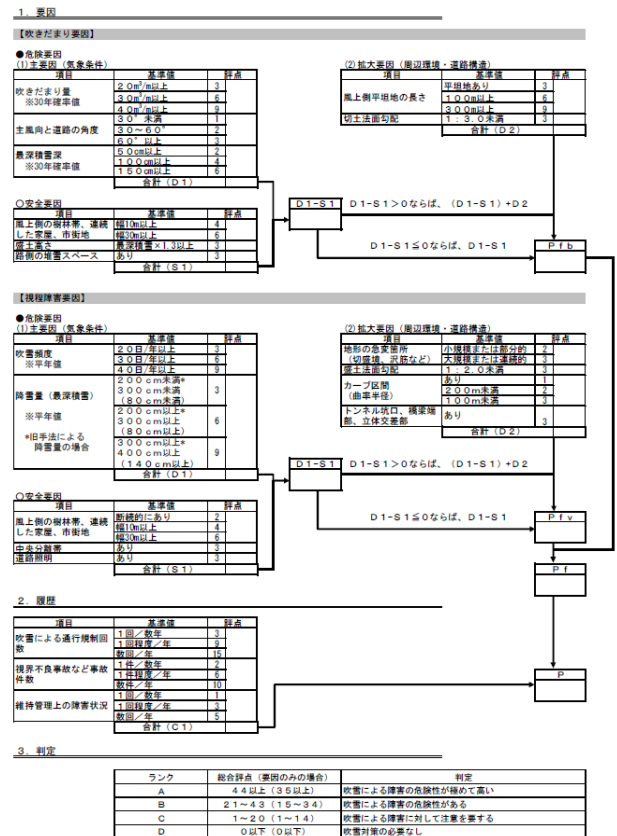 1．要因
【吹きだまり要因】
●危険要因
(1)主要因（気象条件）
項目 基準値 評点
吹きだまり量
※30年確率値
２０m³/m以上 3
３０m³/m以上 6
４０m³/m以上 9
主風向と道路の角度
３０°未満 1
３０～６０° 2
６０°以上 3
最深積雪深
※30年確率値
５０cm以上 2
１００cm以上 4
１５０cm以上 6
合計（Ｄ１）
(2)拡大要因（周辺環境・道路構造）
項目 基準値 評点
風上側平坦地の長さ
平坦地あり 3
１００m以上 6
３００m以上 9
切土法面勾配 １：３．０未満 3
合計（Ｄ２）
○安全要因
項目 基準値 評点
風上側の樹林帯、連続
した家屋、市街地
幅10m以上 4
幅30m以上 6
盛土高さ 最深積雪×1.3以上 3
路側の堆雪スペース あり 3
合計（Ｓ１）
Ｄ１−Ｓ１
Ｄ１−Ｓ１＞０ならば、（Ｄ１−Ｓ１）＋Ｄ２
Ｄ１−Ｓ１≦０ならば、Ｄ１−Ｓ１
Ｐｆｂ
【視程障害要因】
●危険要因
(1)主要因（気象条件）
項目 基準値 評点
吹雪頻度
※平年値
２０日/年以上 3
３０日/年以上 6
４０日/年以上 9
降雪量（最深積雪）
※平年値
*旧手法による
降雪量の場合
２００ｃｍ未満*
３００ｃｍ未満
（８０ｃｍ未満） 3
２００ｃｍ以上*
３００ｃｍ以上
（８０ｃｍ以上） 6
３００ｃｍ以上*
４００ｃｍ以上
（１４０ｃｍ以上） 9
合計（Ｄ１）
(2)拡大要因（周辺環境・道路構造）
項目 基準値 評点
地形の急変箇所
（切盛境、沢筋など）
小規模または部分的 2
大規模または連続的 3
盛土法面勾配 １：２．０未満 3
カーブ区間
（曲率半径）
あり 1
２００m未満 2
１００m未満 3
トンネル坑口、橋梁端
部、立体交差部
あり 3
合計（Ｄ２）
○安全要因
項目 基準値 評点
風上側の樹林帯、連続
した家屋、市街地
断続的にあり 2
幅10m以上 4
幅30m以上 6
中央分離帯 あり 3
道路照明 あり 3
合計（Ｓ１）
Ｄ１−Ｓ１
Ｄ１−Ｓ１＞０ならば、（Ｄ１−Ｓ１）＋Ｄ２
Ｄ１−Ｓ１≦０ならば、Ｄ１−Ｓ１
Ｐｆｖ
Ｐｆ
2．履歴
項目 基準値 評点
吹雪による通行規制回
数
１回／数年 3
１回程度／年 9
数回／年 15
視界不良事故など事故
件数
１件／数年 2
１件程度／年 6
数件／年 10
維持管理上の障害状況
１回／数年 1
１回程度／年 3
数回／年 5
合計（Ｃ１）
Ｐ
3．判定
ランク 総合評点（要因のみの場合） 判定
Ａ ４４以上（３５以上） 吹雪による障害の危険性が極めて高い
Ｂ ２１～４３（１５～３４） 吹雪による障害の危険性がある
Ｃ １～２０（１～１４） 吹雪による障害に対して注意を要する
Ｄ ０以下（０以下） 吹雪対策の必要なし